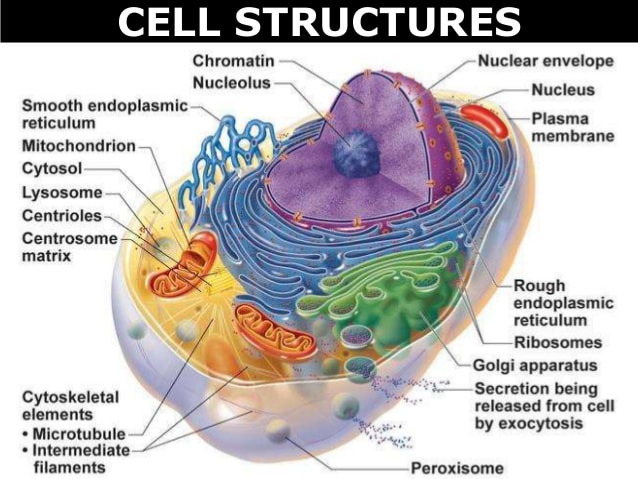 CELL STRUCTURES
Chromatin
Nucleolus
Nuclear envelope
Nucleus
Plasma
membrane
Smooth endoplasmic
reticulum
Mitochondrion
Cytosol
Lysosome
Centrioles
Centrosome
matrix
Rough
endoplasmic
reticulum
Ribosomes
Golgi apparatus
Secretion being
released from cell
by exocytosis
Cytoskeletal
elements
• Microtubule
• Intermediate
filaments
Peroxisome